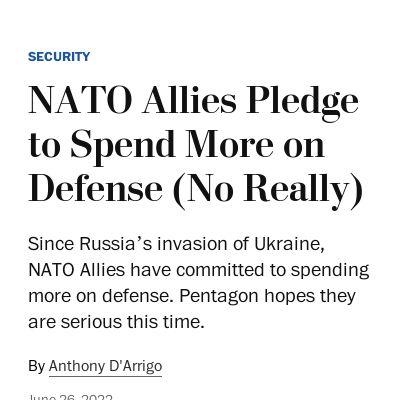 SECURITY
NATO Allies Pledge
to Spend More on
Defense (No Really)
Since Russia’s invasion of Ukraine,
NATO Allies have committed to spending
more on defense. Pentagon hopes they
are serious this time.
By Anthony D'Arrigo
June 26, 2022